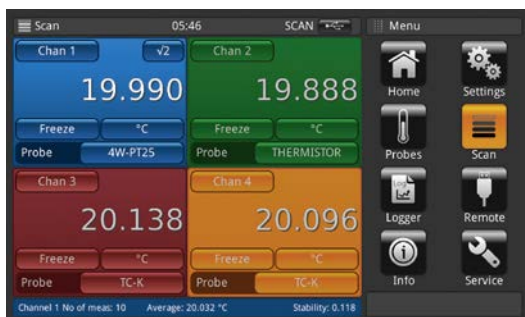 Scan 05:46 SCAN Menu
Chan 1 √2 Chan 2
19.990 19.888
Freeze °C Freeze °C
Probe 4W-PT25 Probe THERMISTOR
Chan 3 Chan 4
20.138 20.096
Freeze °C Freeze °C
Probe TC-K Probe TC-K
Channel 1 No of meas: 10 Average: 20.032 °C Stability: 0.118
Home Settings
Probes Scan
Log
Logger Remote
Info Service